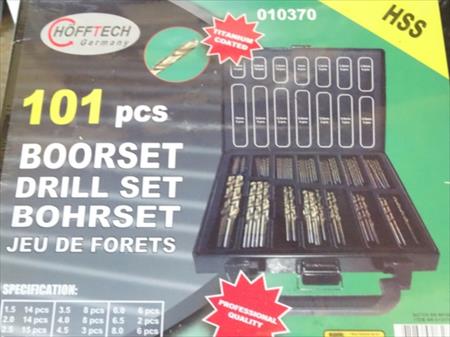 HOFFTECH
Germany
010370
HSS
TITANIUM
COATED
101 pcs
BOORSET
DRILL SET
BOHRSET
JEU DE FORETS
PROFESSIONAL
QUALITY
SPECIFICATION:
1.5 14 pcs 3.5 8 pcs 6.0 6 pcs
2.0 14 pcs 4.0 8 pcs 6.5 2 pcs
2.5 15 pcs 4.5 3 pcs 8.0 6 pcs